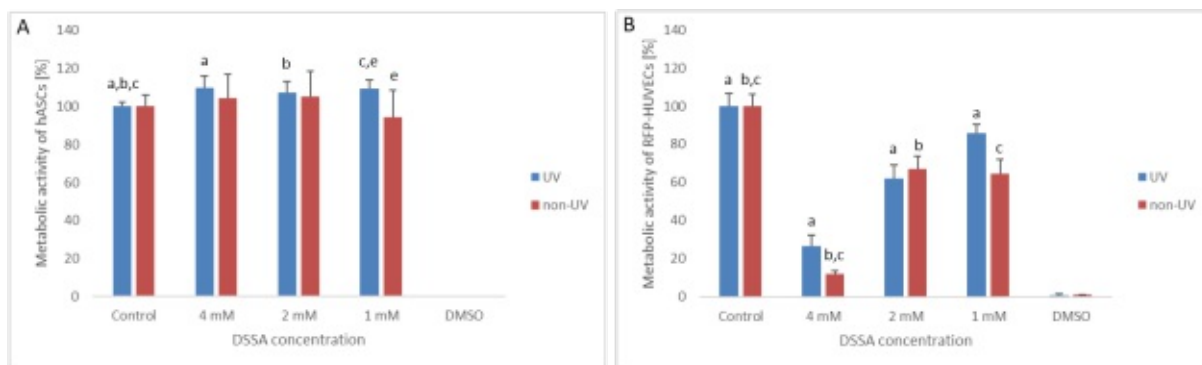 A
Metabolic activity of hASCs [%]
140
120
100
80
60
40
20
0
a,b,c
a
b
c,e
e
Control
4 mM
2 mM
1 mM
DMSO
DSSA concentration
UV
non-UV
B
Metabolic activity of RFP-HUVECs [%]
140
120
100
80
60
40
20
0
a
b,c
a
b,c
a
b
a
c
Control
4 mM
2 mM
1 mM
DMSO
DSSA concentration
UV
non-UV